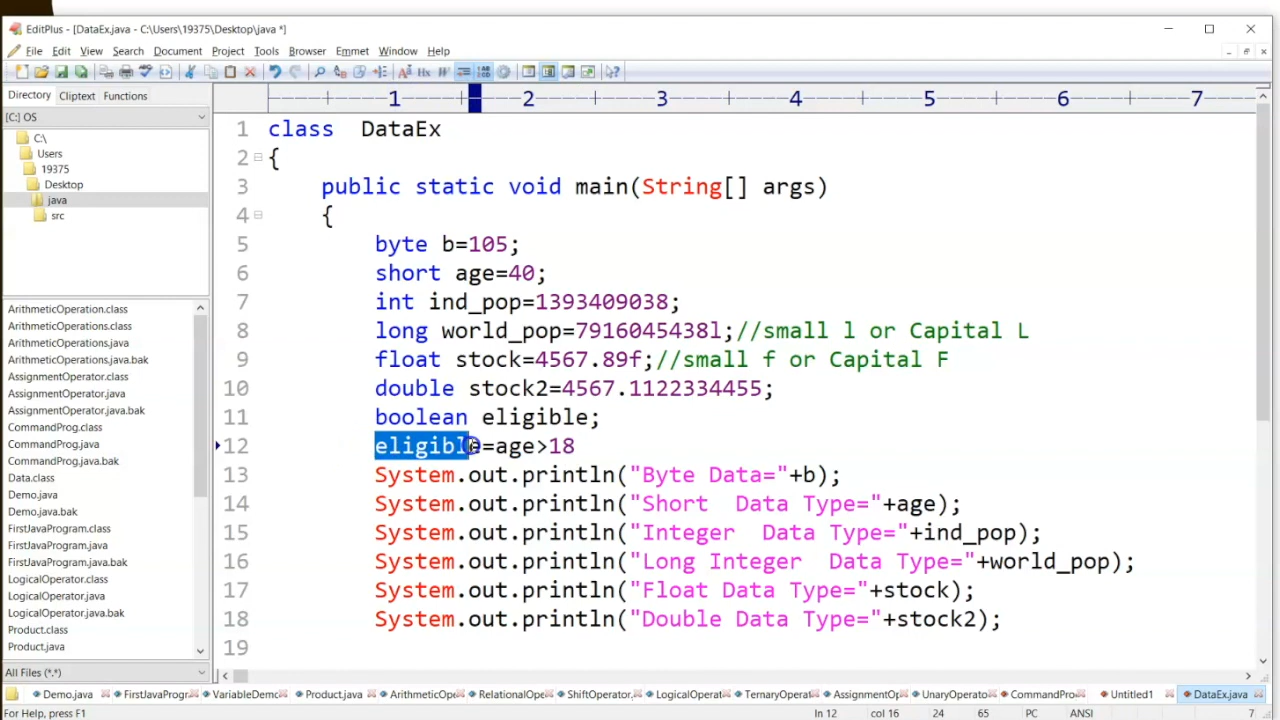 EditPlus - [DataEx.java - C:\Users\19375\Desktop\java *]
File Edit View Search Document Project Tools Browser Emmet Window Help
Directory Cliptext Functions
[C:] OS
C:\
Users
19375
Desktop
java
src
ArithmeticOperation.class
ArithmeticOperations.class
ArithmeticOperations.java
ArithmeticOperations.java.bak
AssignmentOperator.class
AssignmentOperator.java
AssignmentOperator.java.bak
CommandProg.class
CommandProg.java
CommandProg.java.bak
Data.class
Demo.java
Demo.java.bak
FirstJavaProgram.class
FirstJavaProgram.java
FirstJavaProgram.java.bak
LogicalOperator.class
LogicalOperator.java
LogicalOperator.java.bak
Product.class
Product.java
All Files (*.*)
1 2 3 4 5 6 7
1 class  DataEx
2 {
3 public static void main(String[] args)
4 {
5 byte b=105;
6 short age=40;
7 int ind_pop=1393409038;
8 long world_pop=7916045438l;//small l or Capital L
9 float stock=4567.89f;//small f or Capital F
10 double stock2=4567.1122334455;
11 boolean eligible;
12 eligible=age>18
13 System.out.println("Byte Data="+b);
14 System.out.println("Short  Data Type="+age);
15 System.out.println("Integer  Data Type="+ind_pop);
16 System.out.println("Long Integer  Data Type="+world_pop);
17 System.out.println("Float Data Type="+stock);
18 System.out.println("Double Data Type="+stock2);
19
Demo.java FirstJavaProgr VariableDemc Product.java ArithmeticOpe RelationalOpe ShiftOperator. LogicalOperat TernaryOperat AssignmentOp UnaryOperato CommandPro Untitled1 DataEx.java
For Help, press F1 ln 12 col 16 24 65 PC ANSI 7